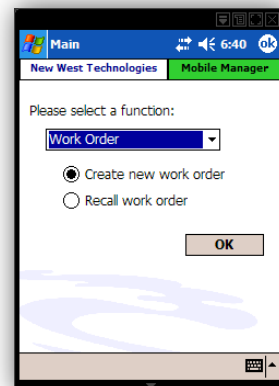 Main 6:40 ok
New West Technologies Mobile Manager
Please select a function:
Work Order
Create new work order
Recall work order
OK